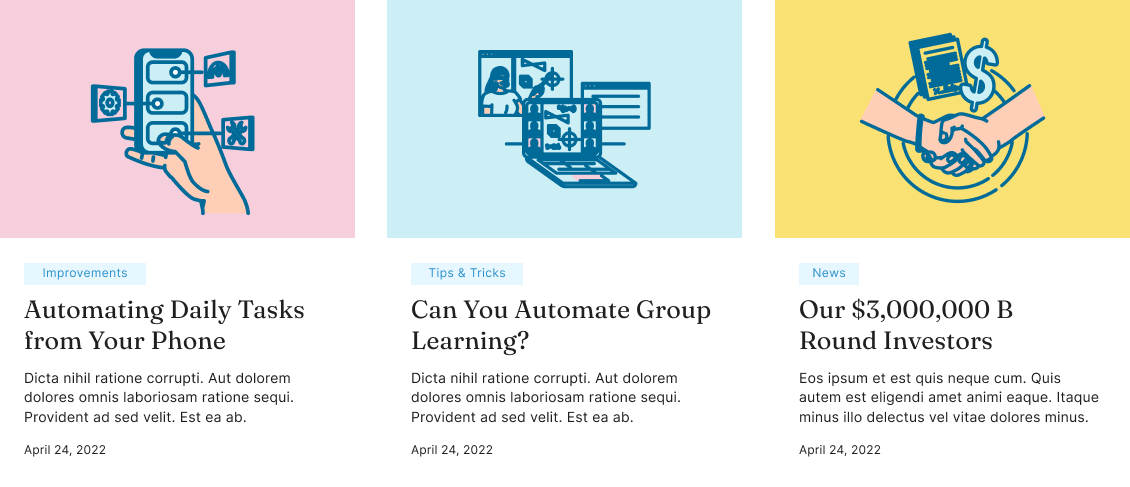 Improvements
Automating Daily Tasks
from Your Phone
Dicta nihil ratione corrupti. Aut dolorem
dolores omnis laboriosam ratione sequi.
Provident ad sed velit. Est ea ab.
April 24, 2022
Tips & Tricks
Can You Automate Group
Learning?
Dicta nihil ratione corrupti. Aut dolorem
dolores omnis laboriosam ratione sequi.
Provident ad sed velit. Est ea ab.
April 24, 2022
News
Our $3,000,000 B
Round Investors
Eos ipsum et est quis neque cum. Quis
autem est eligendi amet animi eaque. Itaque
minus illo delectus vel vitae dolores minus.
April 24, 2022